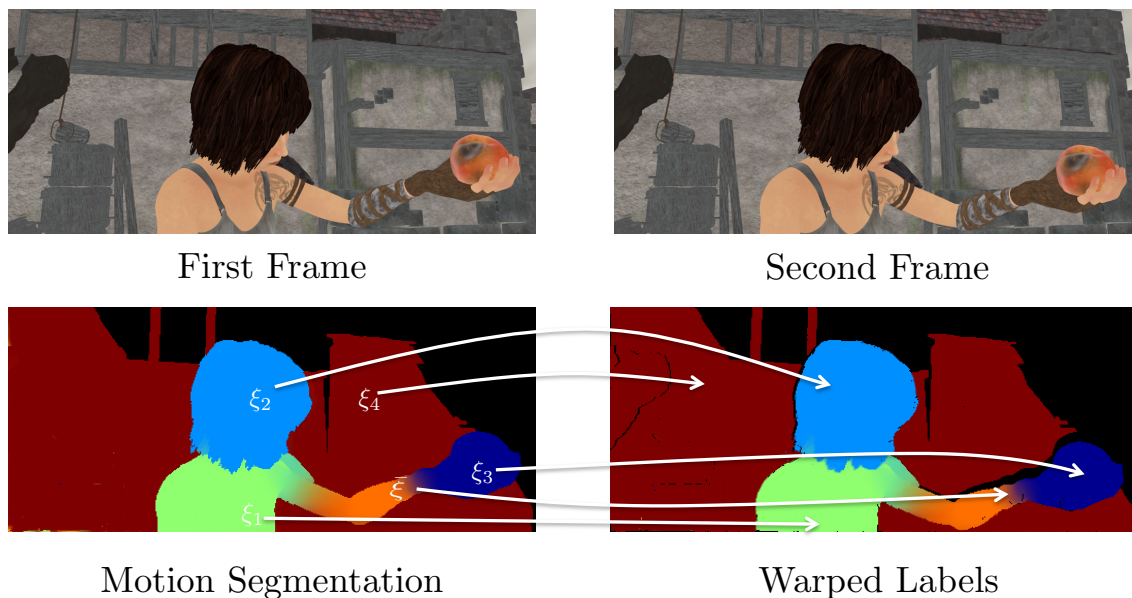 First Frame
Second Frame
ξ₂
ξ₄
ξ₃
ξ̄
ξ₁
Motion Segmentation
Warped Labels